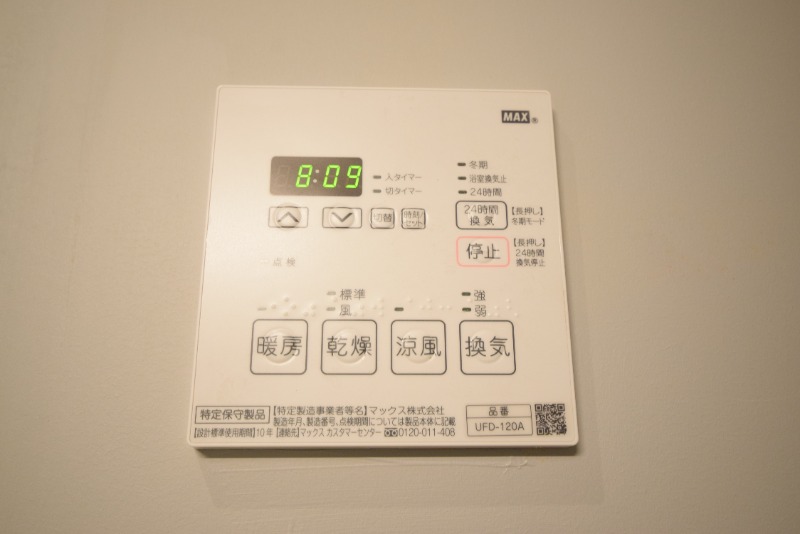 MAX®
8:09
入タイマー
切タイマー
冬期
浴室換気止
24時間
切替
時刻/
24時間
換気
【長押し】
冬期モード
停止
【長押し】
24時間
換気停止
点検
標準
風
強
弱
暖房
乾燥
涼風
換気
特定保守製品
【特定製造事業者等名】マックス株式会社
製造年月、製造番号、点検期間については製品本体に記載
【設計標準使用期間】10年 【連絡先】マックス カスタマーセンター 0120-011-408
品番
UFD-120A